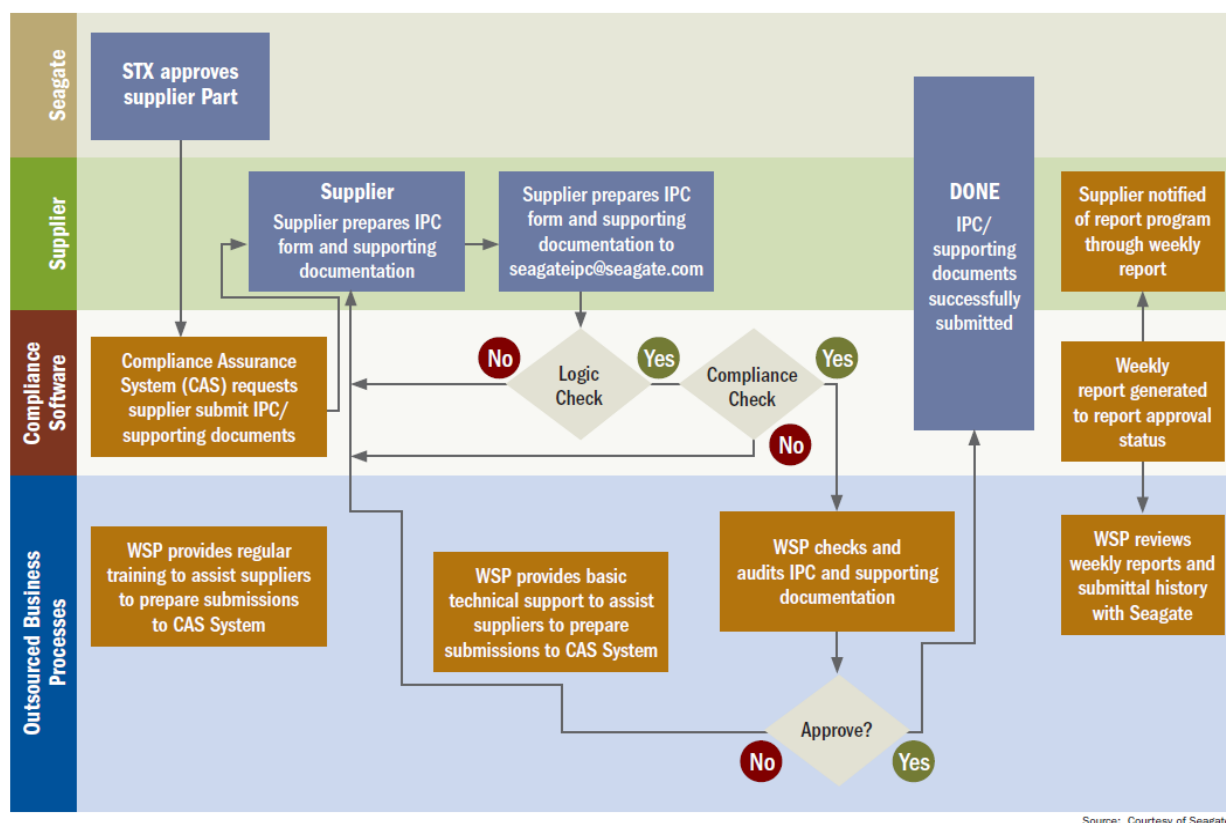 Seagate
STX approves
supplier Part
Supplier
Supplier
Supplier prepares IPC
form and supporting
documentation
Supplier prepares IPC
form and supporting
documentation to
seagateipc@seagate.com
DONE
IPC/
supporting
documents
successfully
submitted
Supplier notified
of report program
through weekly
report
Compliance
Software
Compliance Assurance
System (CAS) requests
supplier submit IPC/
supporting documents
No
Logic
Check
Yes
Compliance
Check
Yes
No
Weekly
report generated
to report approval
status
Outsourced Business
Processes
WSP provides regular
training to assist suppliers
to prepare submissions
to CAS System
WSP provides basic
technical support to assist
suppliers to prepare
submissions to CAS System
WSP checks and
audits IPC and supporting
documentation
WSP reviews
weekly reports and
submittal history
with Seagate
Approve?
No
Yes
Source: Courtesy of Seagate